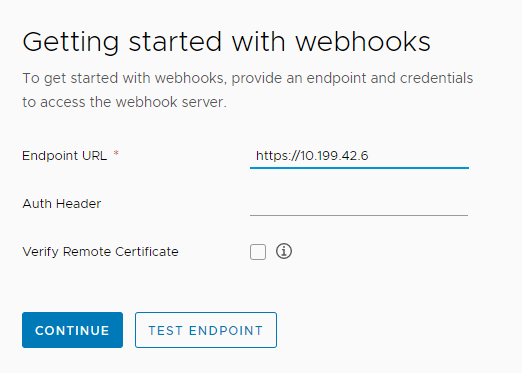 Getting started with webhooks
To get started with webhooks, provide an endpoint and credentials
to access the webhook server.
Endpoint URL * https://10.199.42.6
Auth Header
Verify Remote Certificate
CONTINUE TEST ENDPOINT